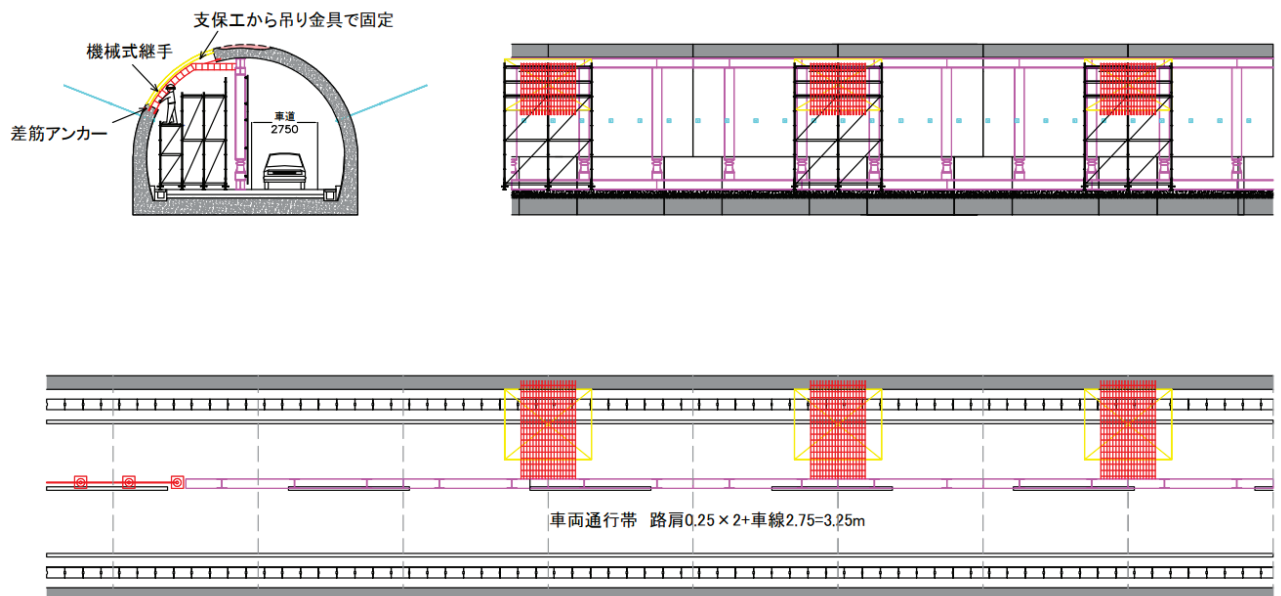 支保工から吊り金具で固定
機械式継手
差筋アンカー
車道
2750
車両通行帯 路肩0.25×2+車線2.75=3.25m